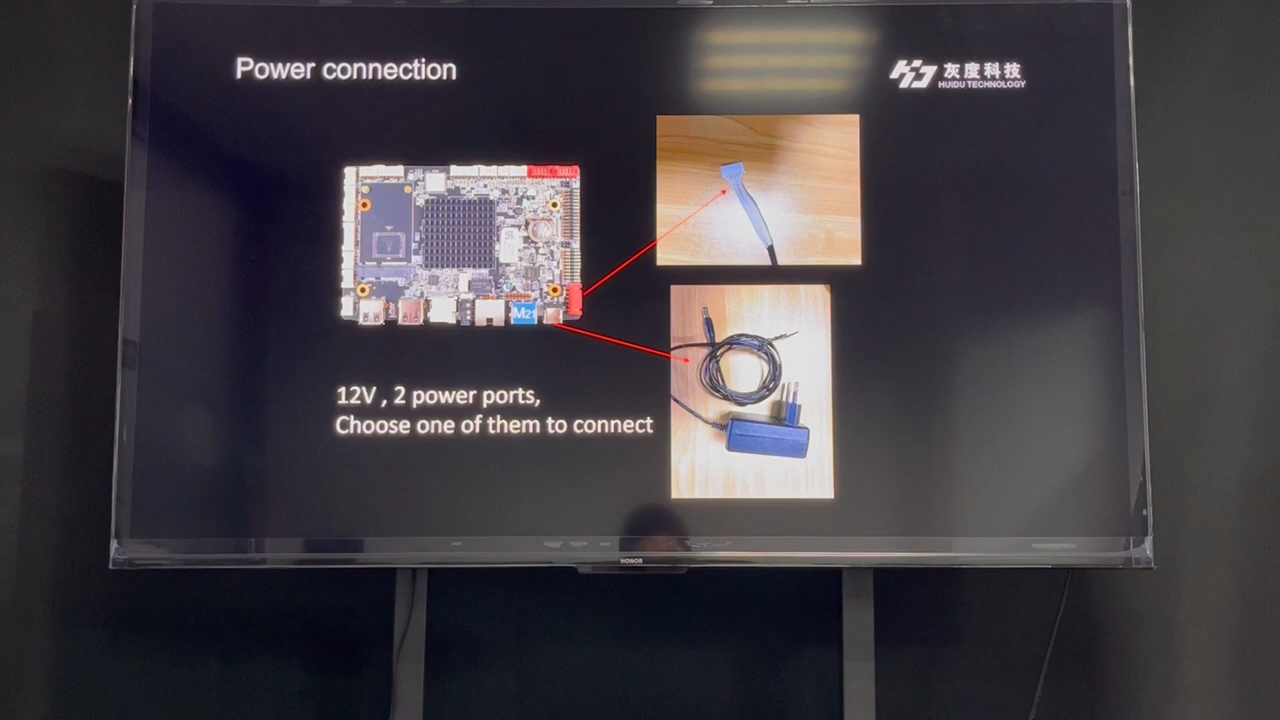 Power connection
灰度科技
HUIDU TECHNOLOGY
M21
12V , 2 power ports,
Choose one of them to connect
HONOR